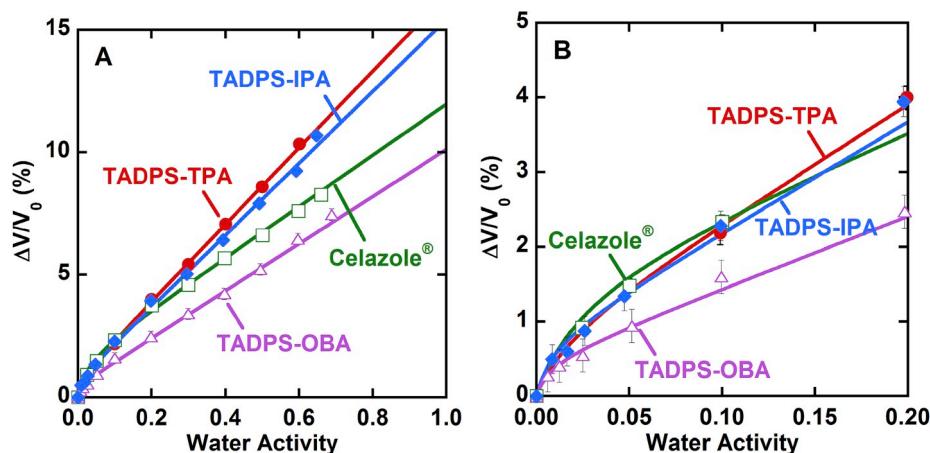 A
TADPS-IPA
TADPS-TPA
Celazole®
TADPS-OBA
ΔV/V0 (%)
15
10
5
0
0.0 0.2 0.4 0.6 0.8 1.0
Water Activity
B
TADPS-TPA
Celazole®
TADPS-IPA
TADPS-OBA
ΔV/V0 (%)
5
4
3
2
1
0
0.00 0.05 0.10 0.15 0.20
Water Activity